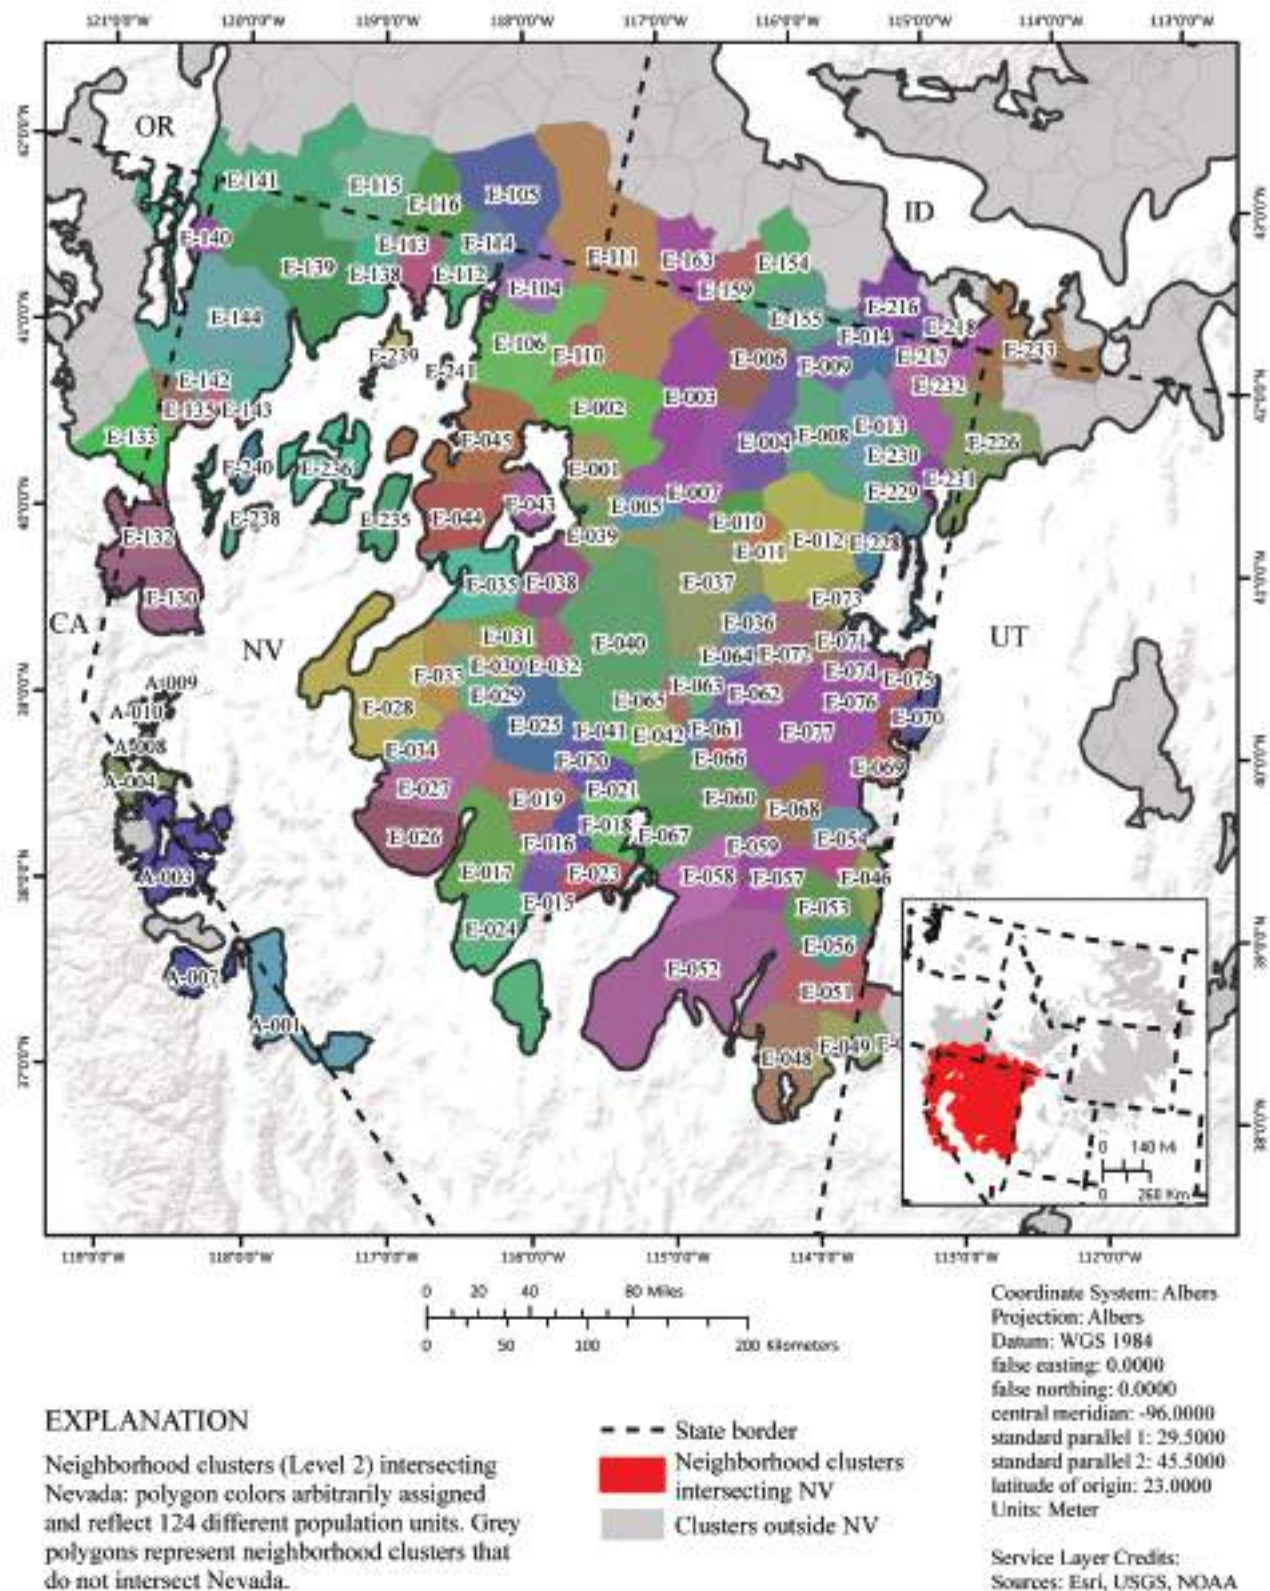 121°0'0"W 120°0'0"W 119°0'0"W 118°0'0"W 117°0'0"W 116°0'0"W 115°0'0"W 114°0'0"W 113°0'0"W
OR
E-141
E-115
E-116
E-105
ID
E-140
E-113
E-114
E-111
E-163
E-154
E-139
E-138
E-112
E-104
E-159
E-216
E-144
E-155
E-014
E-218
E-106
E-110
E-239
E-006
E-009
E-217
E-233
E-241
E-142
E-232
E-003
E-135
E-143
E-002
E-133
E-045
E-004
E-008
E-013
E-226
E-240
E-236
E-001
E-230
E-231
E-007
E-229
E-005
E-043
E-238
E-235
E-044
E-039
E-010
E-132
E-012
E-228
E-011
E-035
E-038
E-037
E-130
E-073
CA
E-036
UT
NV
E-031
E-040
E-071
E-064
E-072
E-030
E-032
E-033
E-074
E-075
A-009
E-063
E-062
E-029
E-065
E-076
A-010
E-028
E-070
E-025
E-041
E-042
E-061
E-077
A-008
E-034
E-020
E-066
E-069
A-004
E-027
E-019
E-021
E-060
E-068
E-018
E-067
E-054
E-026
E-016
E-059
E-017
E-023
E-058
E-057
E-046
A-003
E-015
E-053
E-024
E-056
E-052
A-007
E-051
A-001
E-048
E-049
0 140 Mi
0 260 Km
118°0'0"W 117°0'0"W 116°0'0"W 115°0'0"W 114°0'0"W 113°0'0"W 112°0'0"W
0 20 40 80 Miles
0 50 100 200 Kilometers
Coordinate System: Albers
Projection: Albers
Datum: WGS 1984
false easting: 0.0000
false northing: 0.0000
central meridian: -96.0000
standard parallel 1: 29.5000
standard parallel 2: 45.5000
latitude of origin: 23.0000
Units: Meter
Service Layer Credits:
Sources: Esri, USGS, NOAA
EXPLANATION
Neighborhood clusters (Level 2) intersecting
Nevada: polygon colors arbitrarily assigned
and reflect 124 different population units. Grey
polygons represent neighborhood clusters that
do not intersect Nevada.
State border
Neighborhood clusters
intersecting NV
Clusters outside NV